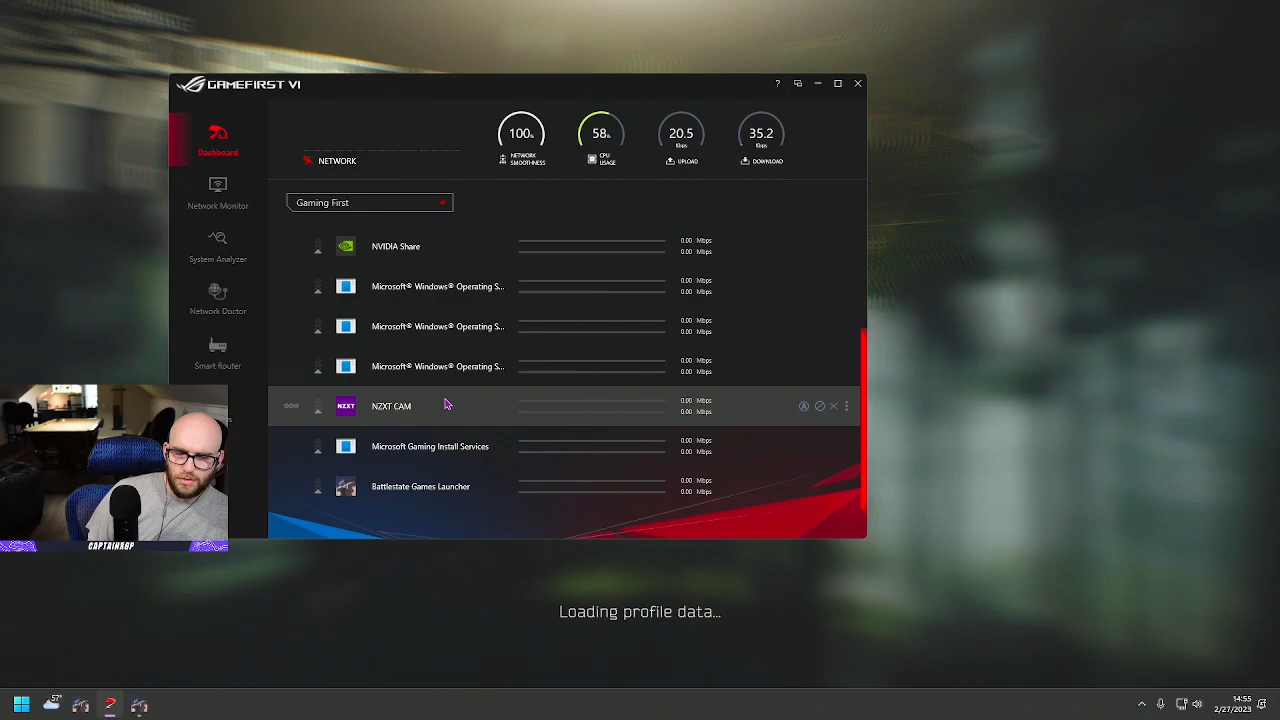 GAMEFIRST VI
?
Dashboard
Network Monitor
System Analyzer
Network Doctor
Smart Router
NETWORK
100%
NETWORK
SMOOTHNESS
58%
CPU
USAGE
20.5
Kbps
UPLOAD
35.2
Kbps
DOWNLOAD
Gaming First
NVIDIA Share
0.00 Mbps
0.00 Mbps
Microsoft® Windows® Operating S...
0.00 Mbps
0.00 Mbps
Microsoft® Windows® Operating S...
0.00 Mbps
0.00 Mbps
Microsoft® Windows® Operating S...
0.00 Mbps
0.00 Mbps
NZXT
NZXT CAM
0.00 Mbps
0.00 Mbps
Microsoft Gaming Install Services
0.00 Mbps
0.00 Mbps
Battlestate Games Launcher
0.00 Mbps
0.00 Mbps
Loading profile data...
57°
14:55
2/27/2023